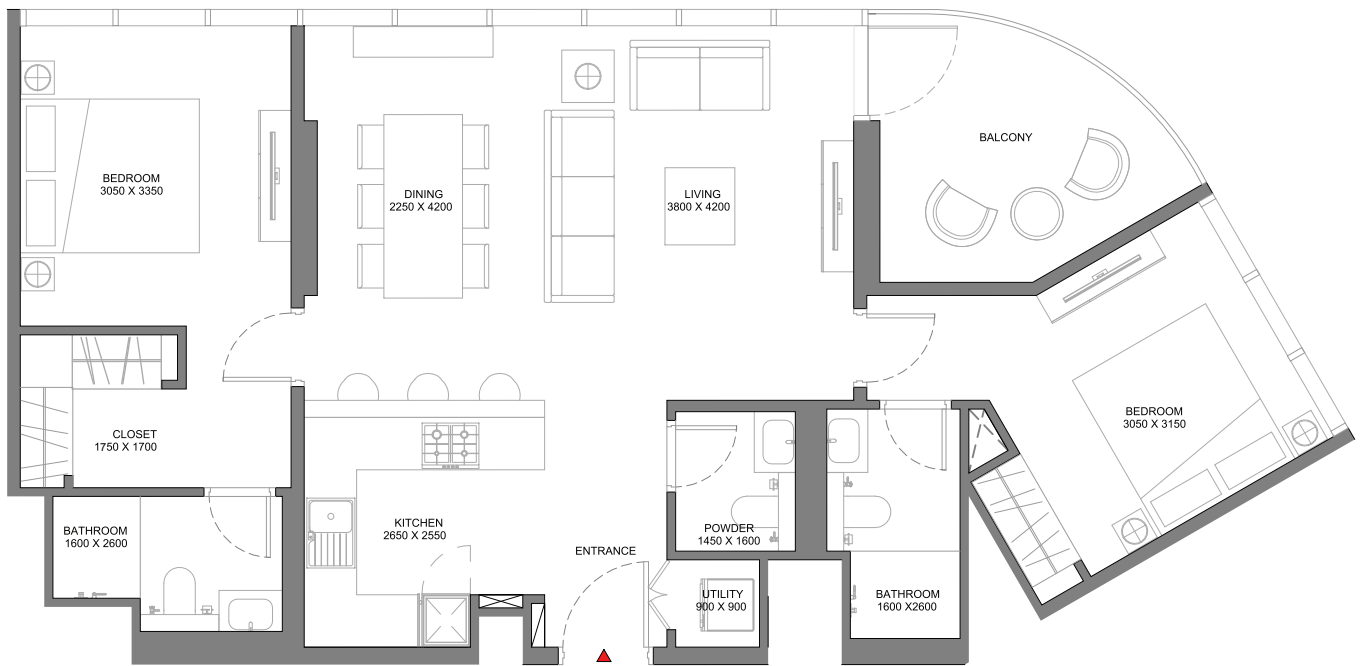 BALCONY
BEDROOM
3050 X 3350
DINING
2250 X 4200
LIVING
3800 X 4200
BEDROOM
3050 X 3150
CLOSET
1750 X 1700
BATHROOM
1600 X 2600
KITCHEN
2650 X 2550
ENTRANCE
POWDER
1450 X 1600
UTILITY
900 X 900
BATHROOM
1600 X2600